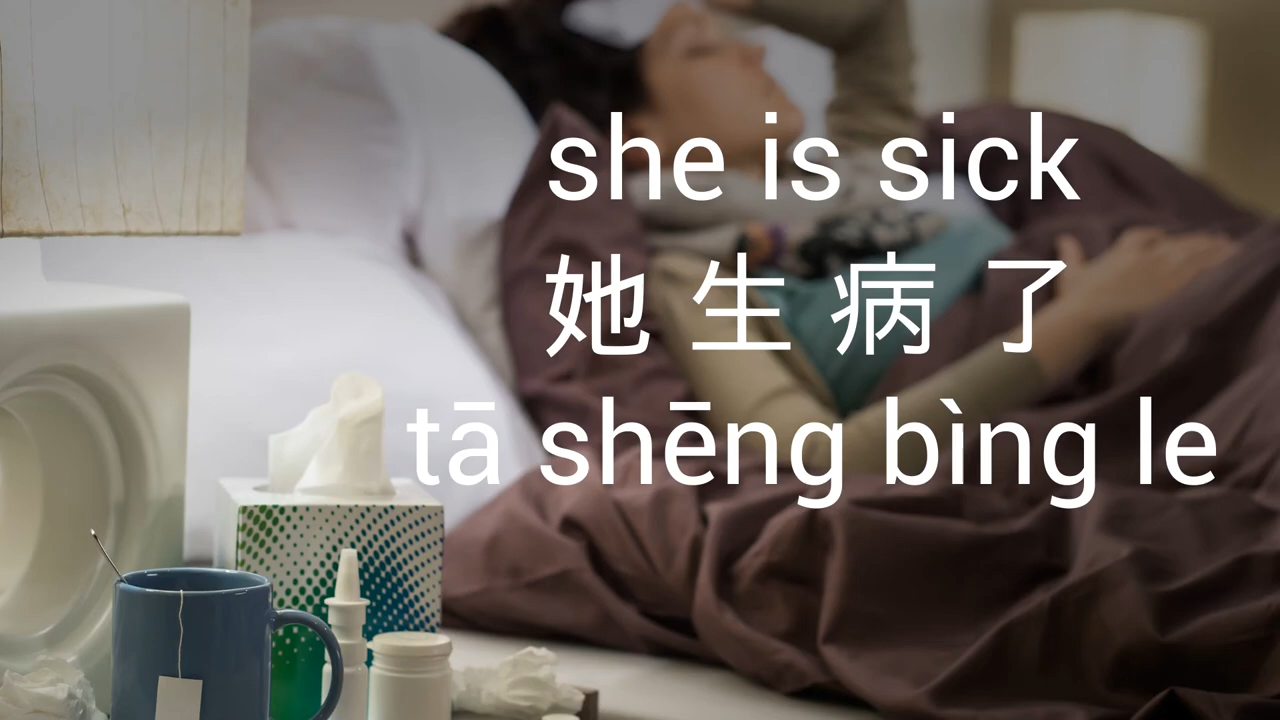 she is sick
她生病了
tā shēng bìng le